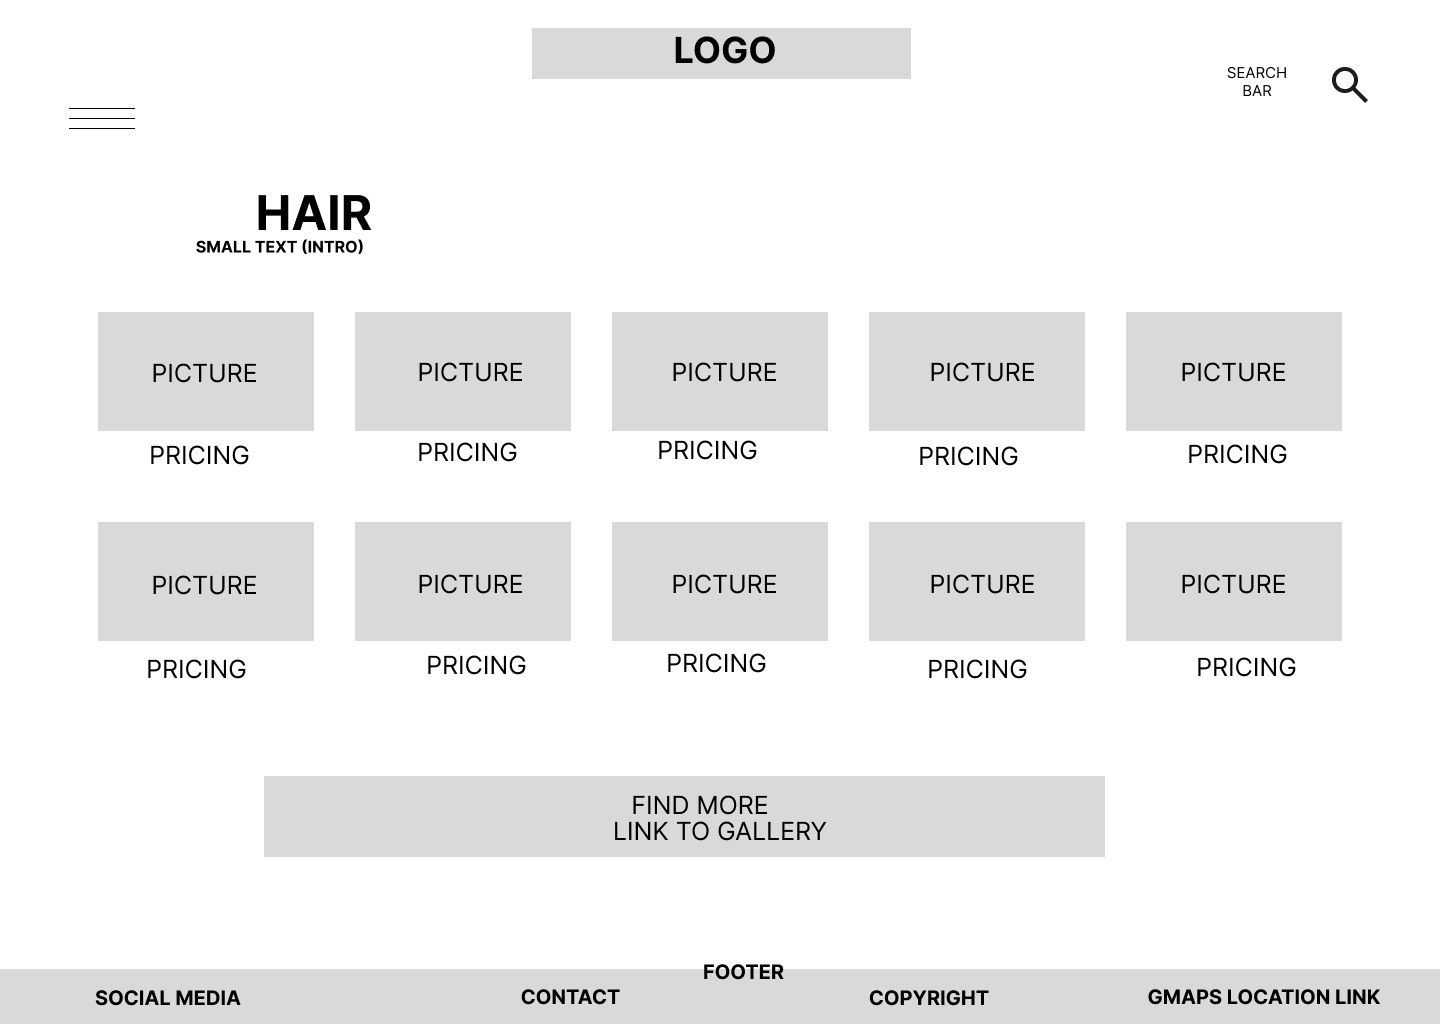 LOGO
SEARCH
BAR
HAIR
SMALL TEXT (INTRO)
PICTURE
PICTURE
PICTURE
PICTURE
PICTURE
PRICING
PRICING
PRICING
PRICING
PRICING
PICTURE
PICTURE
PICTURE
PICTURE
PICTURE
PRICING
PRICING
PRICING
PRICING
PRICING
FIND MORE
LINK TO GALLERY
FOOTER
SOCIAL MEDIA
CONTACT
COPYRIGHT
GMAPS LOCATION LINK